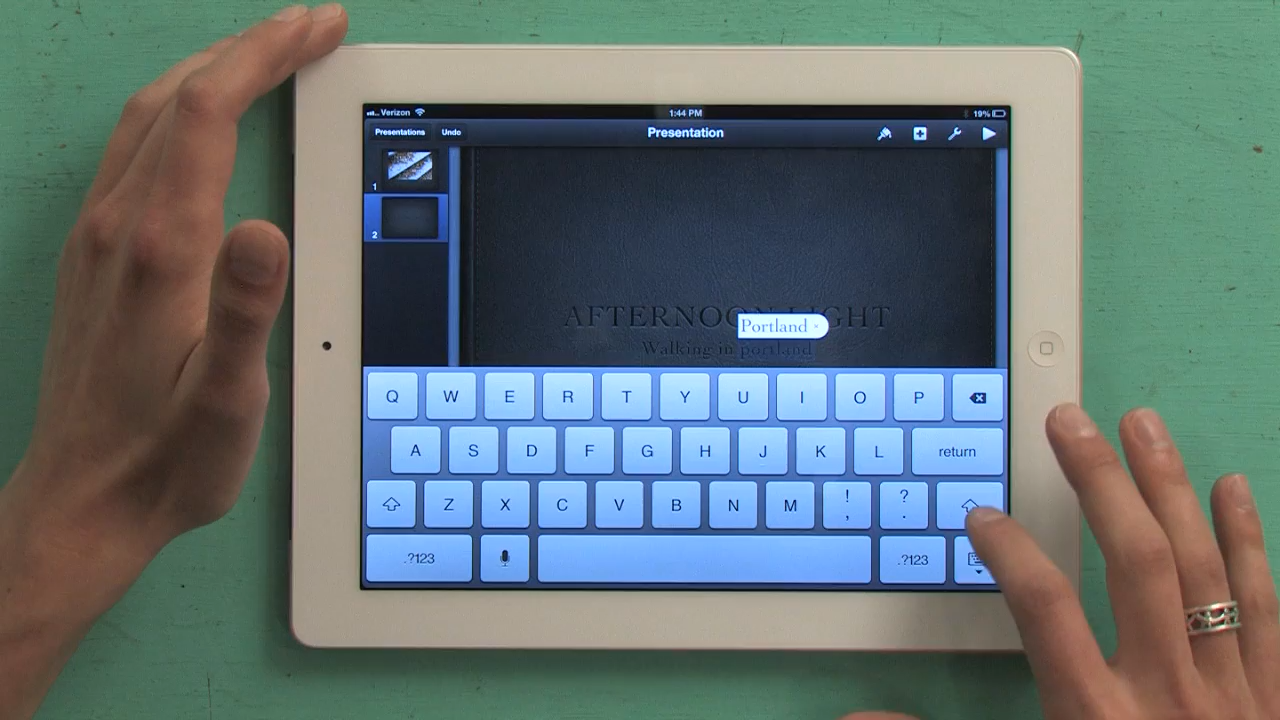 Verizon 1:44 PM 19%
Presentations Undo Presentation
1
2
AFTERNOON LIGHT
Portland ×
Walking in portland
Q W E R T Y U I O P
A S D F G H J K L return
Z X C V B N M ! , ? .
.?123 .?123